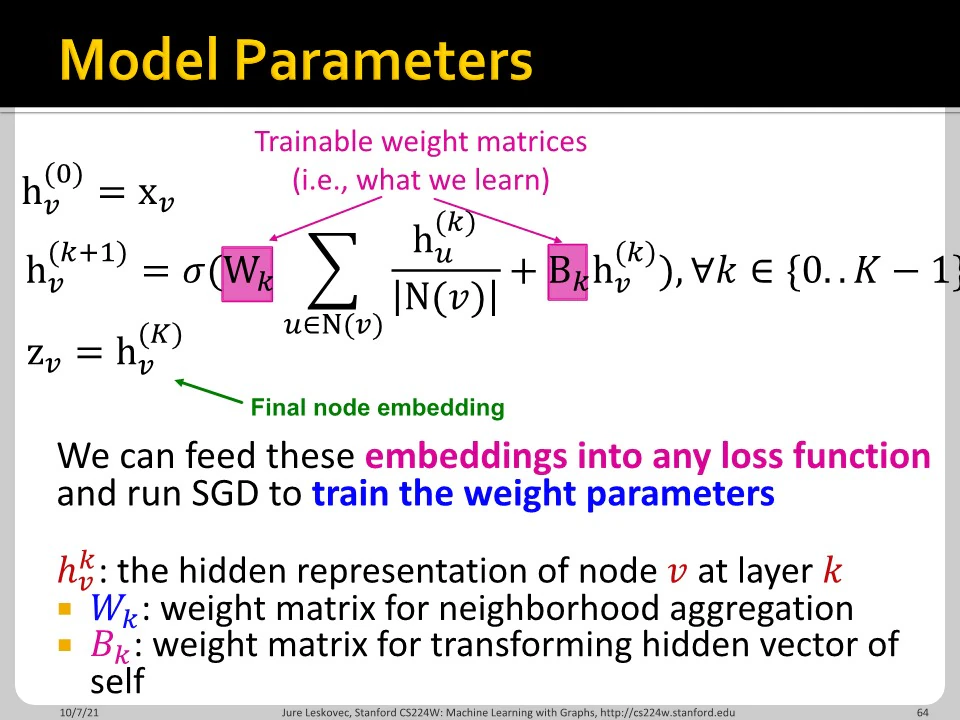 Model Parameters
Trainable weight matrices
(i.e., what we learn)
h_v^{(0)} = x_v
h_v^{(k+1)} = σ(W_k ∑_{u∈N(v)} \frac{h_u^{(k)}}{|N(v)|} + B_k h_v^{(k)}), ∀k ∈ {0..K − 1}
z_v = h_v^{(K)}
Final node embedding
We can feed these embeddings into any loss function
and run SGD to train the weight parameters
h_v^k: the hidden representation of node v at layer k
▪ W_k: weight matrix for neighborhood aggregation
▪ B_k: weight matrix for transforming hidden vector of
self
10/7/21 Jure Leskovec, Stanford CS224W: Machine Learning with Graphs, http://cs224w.stanford.edu 64